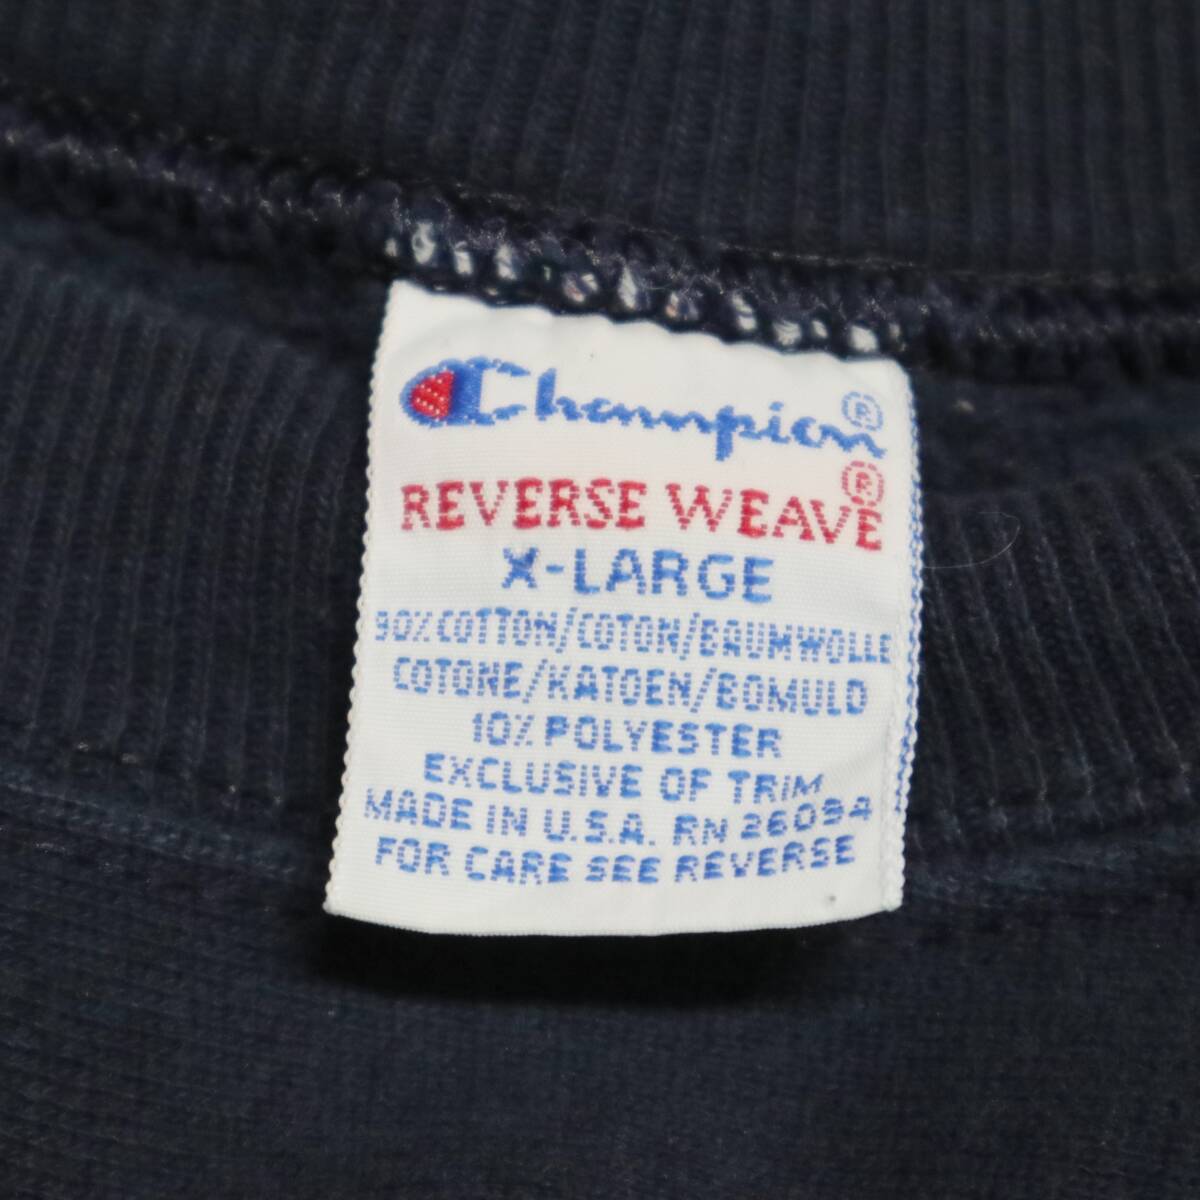 Champion®
REVERSE WEAVE®
X-LARGE
90% COTTON/COTON/BAUMWOLLE
COTONE/KATOEN/BOMULD
10% POLYESTER
EXCLUSIVE OF TRIM
MADE IN U.S.A. RN 26094
FOR CARE SEE REVERSE